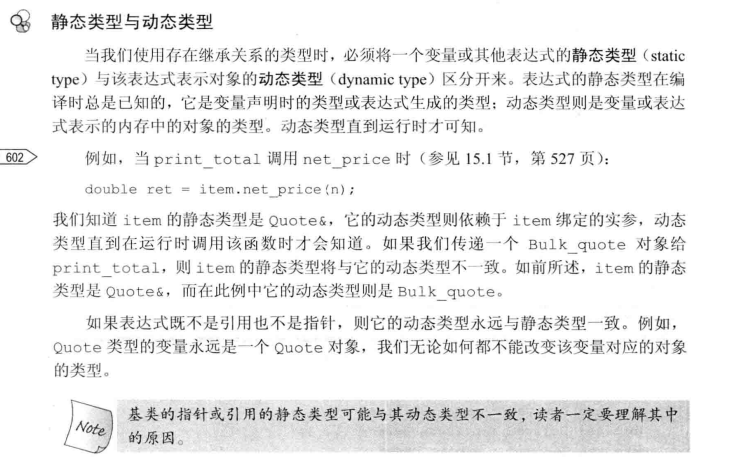 静态类型与动态类型
当我们使用存在继承关系的类型时，必须将一个变量或其他表达式的静态类型（static
type）与该表达式表示对象的动态类型（dynamic type）区分开来。表达式的静态类型在编
译时总是已知的，它是变量声明时的类型或表达式生成的类型；动态类型则是变量或表达
式表示的内存中的对象的类型。动态类型直到运行时才可知。
602
例如，当 print_total 调用 net_price 时（参见 15.1 节，第 527 页）：
double ret = item.net_price(n);
我们知道 item 的静态类型是 Quote&，它的动态类型则依赖于 item 绑定的实参，动态
类型直到在运行时调用该函数时才会知道。如果我们传递一个 Bulk_quote 对象给
print_total，则 item 的静态类型将与它的动态类型不一致。如前所述，item 的静态
类型是 Quote&，而在此例中它的动态类型则是 Bulk_quote。
如果表达式既不是引用也不是指针，则它的动态类型永远与静态类型一致。例如，
Quote 类型的变量永远是一个 Quote 对象，我们无论如何都不能改变该变量对应的对象
的类型。
Note
基类的指针或引用的静态类型可能与其动态类型不一致，读者一定要理解其中
的原因。